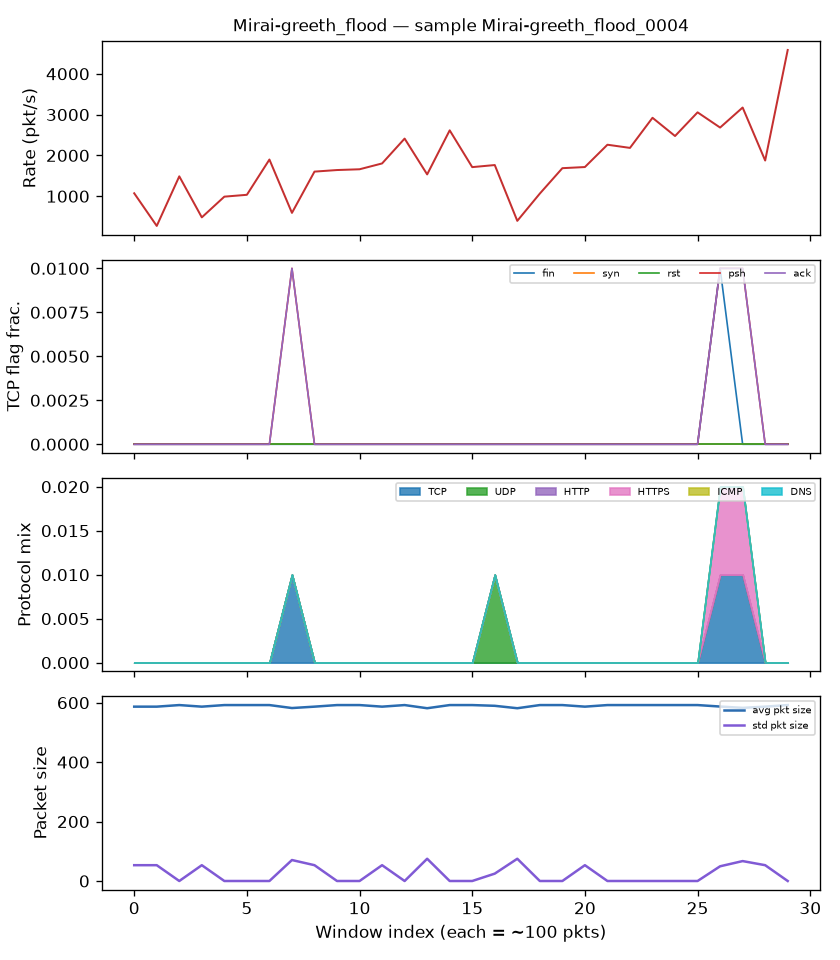 Mirai-greeth_flood — sample Mirai-greeth_flood_0004
Rate (pkt/s)
4000
3000
2000
1000
TCP flag frac.
0.0100
0.0075
0.0050
0.0025
0.0000
fin syn rst psh ack
Protocol mix
0.020
0.015
0.010
0.005
0.000
TCP UDP HTTP HTTPS ICMP DNS
Packet size
600
400
200
0
avg pkt size
std pkt size
0 5 10 15 20 25 30
Window index (each = ~100 pkts)